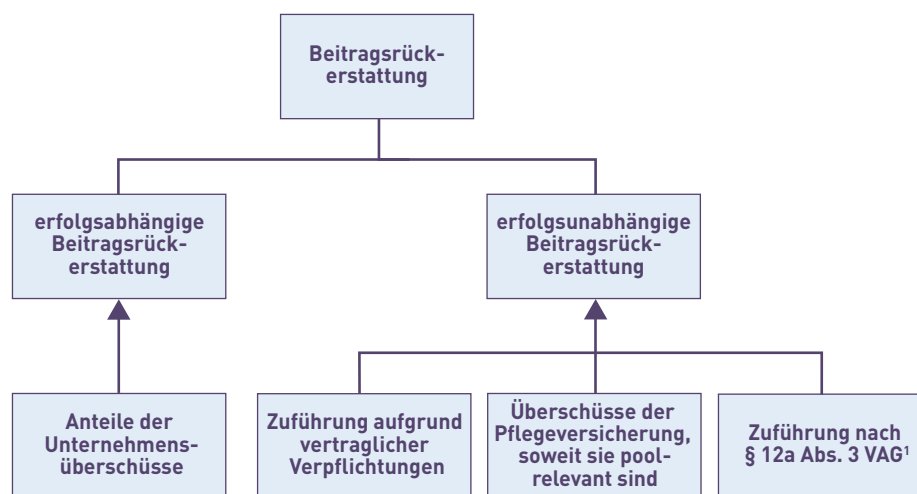 Beitragsrück-
erstattung
erfolgsabhängige
Beitragsrück-
erstattung
erfolgsunabhängige
Beitragsrück-
erstattung
Anteile der
Unternehmens-
überschüsse
Zuführung aufgrund
vertraglicher
Verpflichtungen
Überschüsse der
Pflegeversicherung,
soweit sie pool-
relevant sind
Zuführung nach
§ 12a Abs. 3 VAG¹